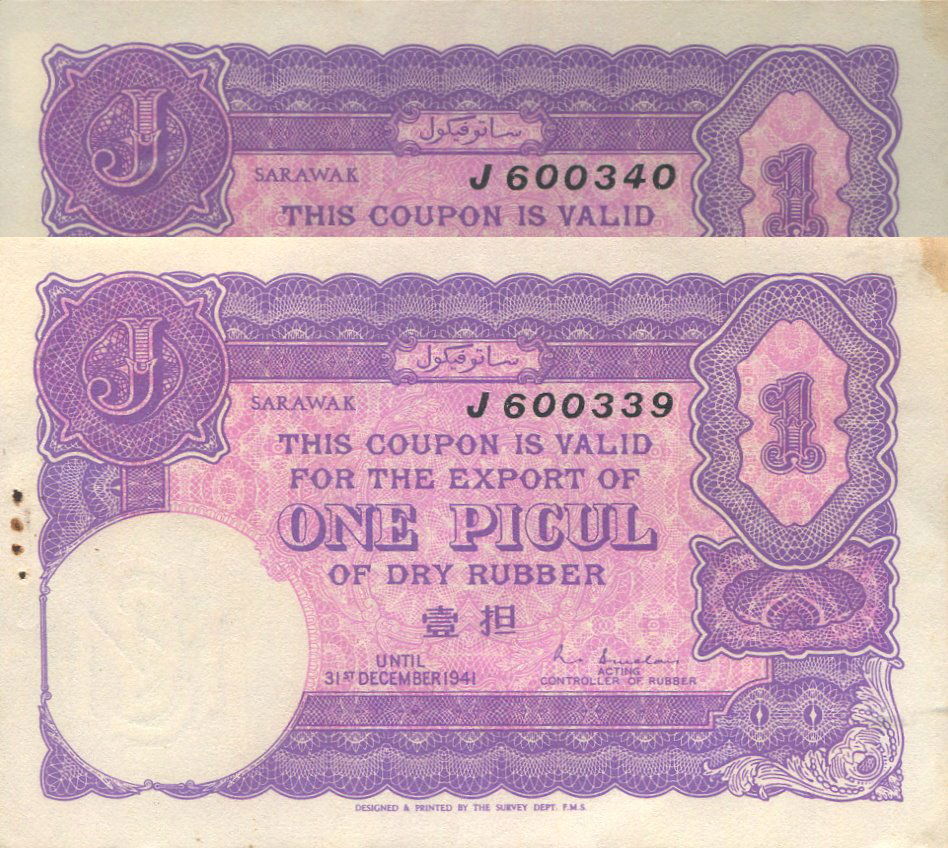 J
ساتو ڤيكول
SARAWAK
J 600340
THIS COUPON IS VALID
1
J
ساتو ڤيكول
SARAWAK
J 600339
THIS COUPON IS VALID
FOR THE EXPORT OF
ONE PICUL
OF DRY RUBBER
壹担
1
UNTIL
31ST DECEMBER 1941
ACTING
CONTROLLER OF RUBBER
DESIGNED & PRINTED BY THE SURVEY DEPT. F.M.S.